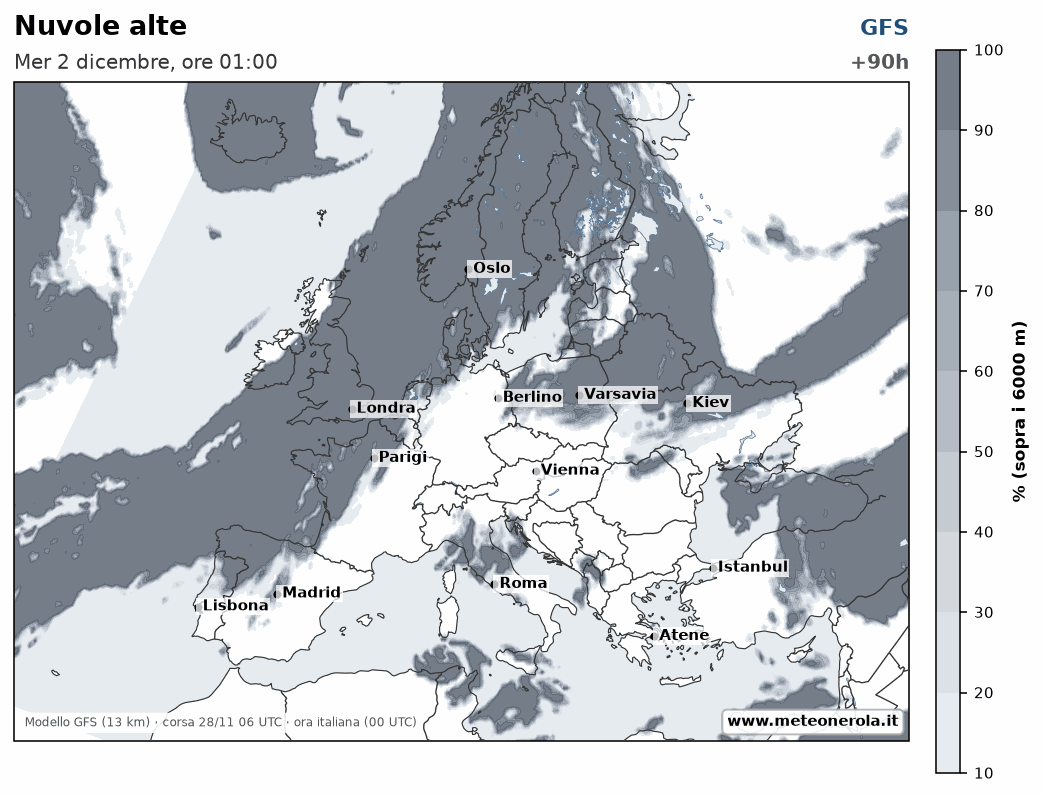 Nuvole alte
GFS
Mer 2 dicembre, ore 01:00
+90h
100
90
80
70
60
50
40
30
20
10
% (sopra i 6000 m)
Oslo
Berlino
Varsavia
Kiev
Londra
Parigi
Vienna
Istanbul
Roma
Madrid
Lisbona
Atene
Modello GFS (13 km) · corsa 28/11 06 UTC · ora italiana (00 UTC)
www.meteonerola.it